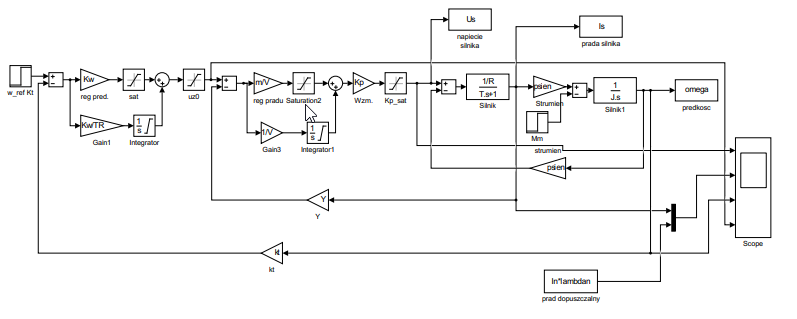 Us
napiecie
silnika
Is
prada silnika
w_ref Kt
Kw
reg pred.
sat
uz0
m/V
reg pradu
Saturation2
Kp
Wzm.
Kp_sat
1/R
T.s+1
Silnik
psien
Strumien
1
J.s
Silnik1
omega
predkosc
Kw/TR
Gain1
1
s
Integrator
1/V
Gain3
1
s
Integrator1
Mm
strumien
psien
Scope
Y
Y
kt
kt
In*lambdan
prad dopuszczalny